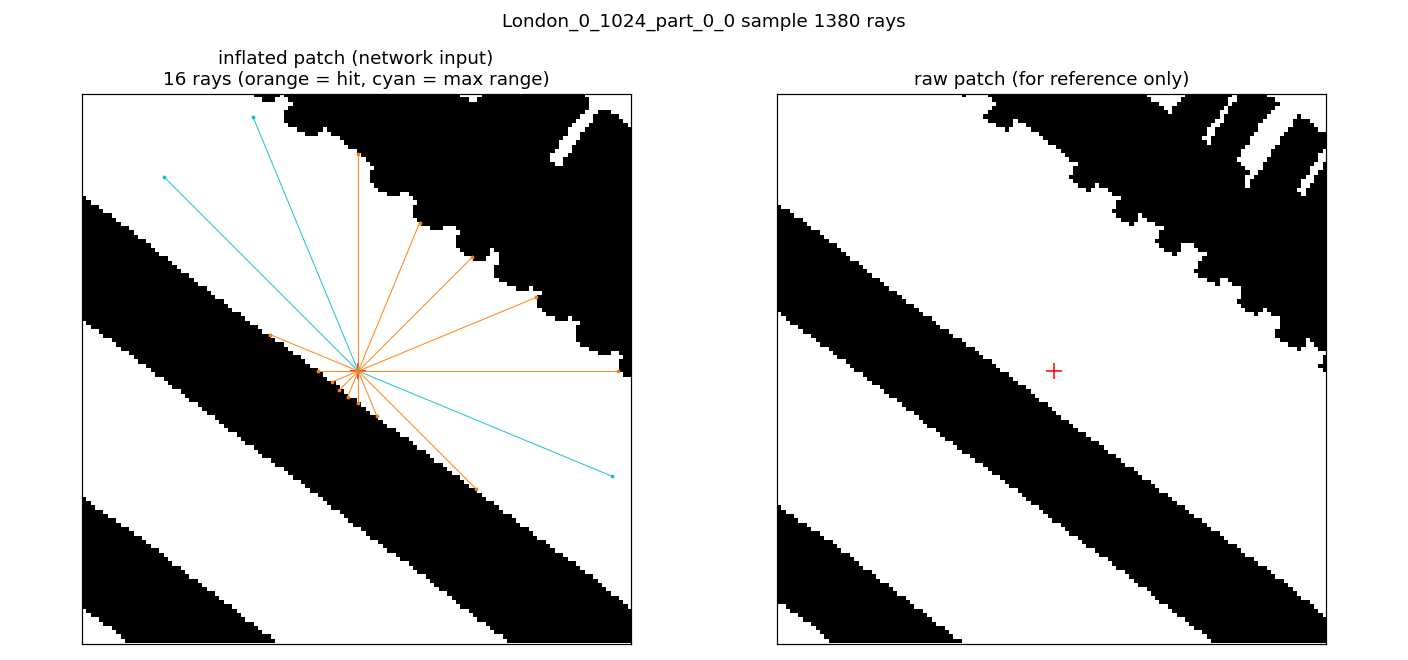 London_0_1024_part_0_0 sample 1380 rays
inflated patch (network input)
16 rays (orange = hit, cyan = max range)
raw patch (for reference only)